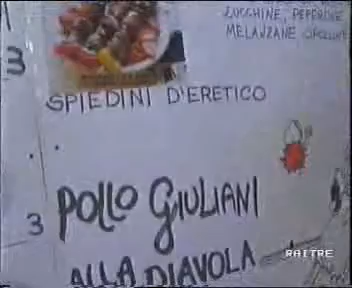 ZUCCHINE, PEPERONE
MELANZANE
3
SPIEDINI D'ERETICO
3 POLLO GIULIANI
ALLA DIAVOLA
RAITRE